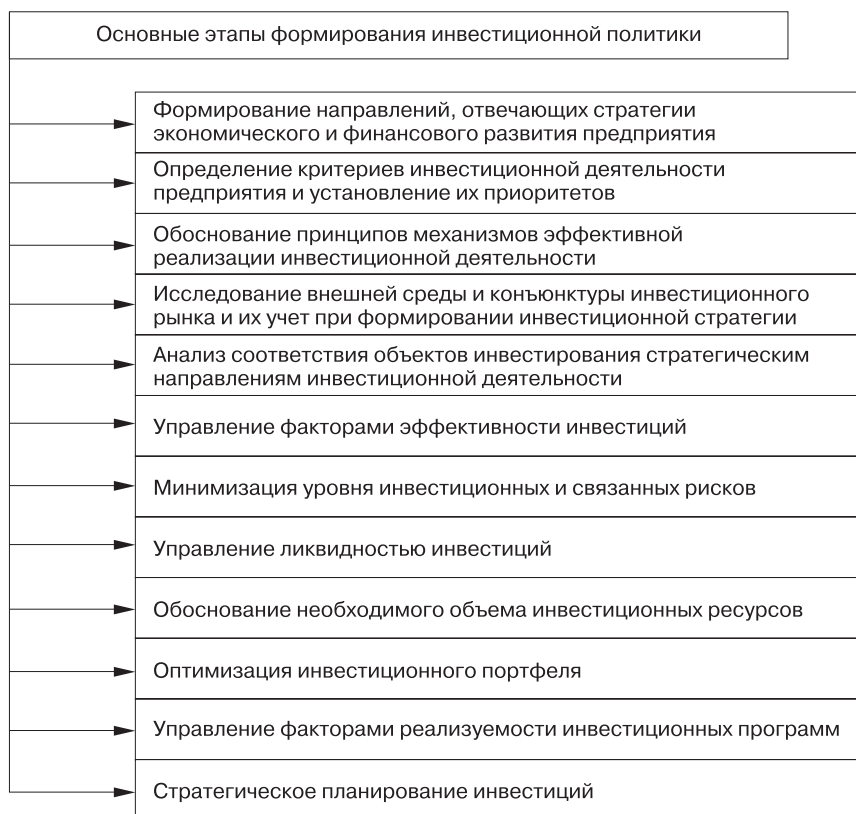 Основные этапы формирования инвестиционной политики
Формирование направлений, отвечающих стратегии
экономического и финансового развития предприятия
Определение критериев инвестиционной деятельности
предприятия и установление их приоритетов
Обоснование принципов механизмов эффективной
реализации инвестиционной деятельности
Исследование внешней среды и конъюнктуры инвестиционного
рынка и их учет при формировании инвестиционной стратегии
Анализ соответствия объектов инвестирования стратегическим
направлениям инвестиционной деятельности
Управление факторами эффективности инвестиций
Минимизация уровня инвестиционных и связанных рисков
Управление ликвидностью инвестиций
Обоснование необходимого объема инвестиционных ресурсов
Оптимизация инвестиционного портфеля
Управление факторами реализуемости инвестиционных программ
Стратегическое планирование инвестиций